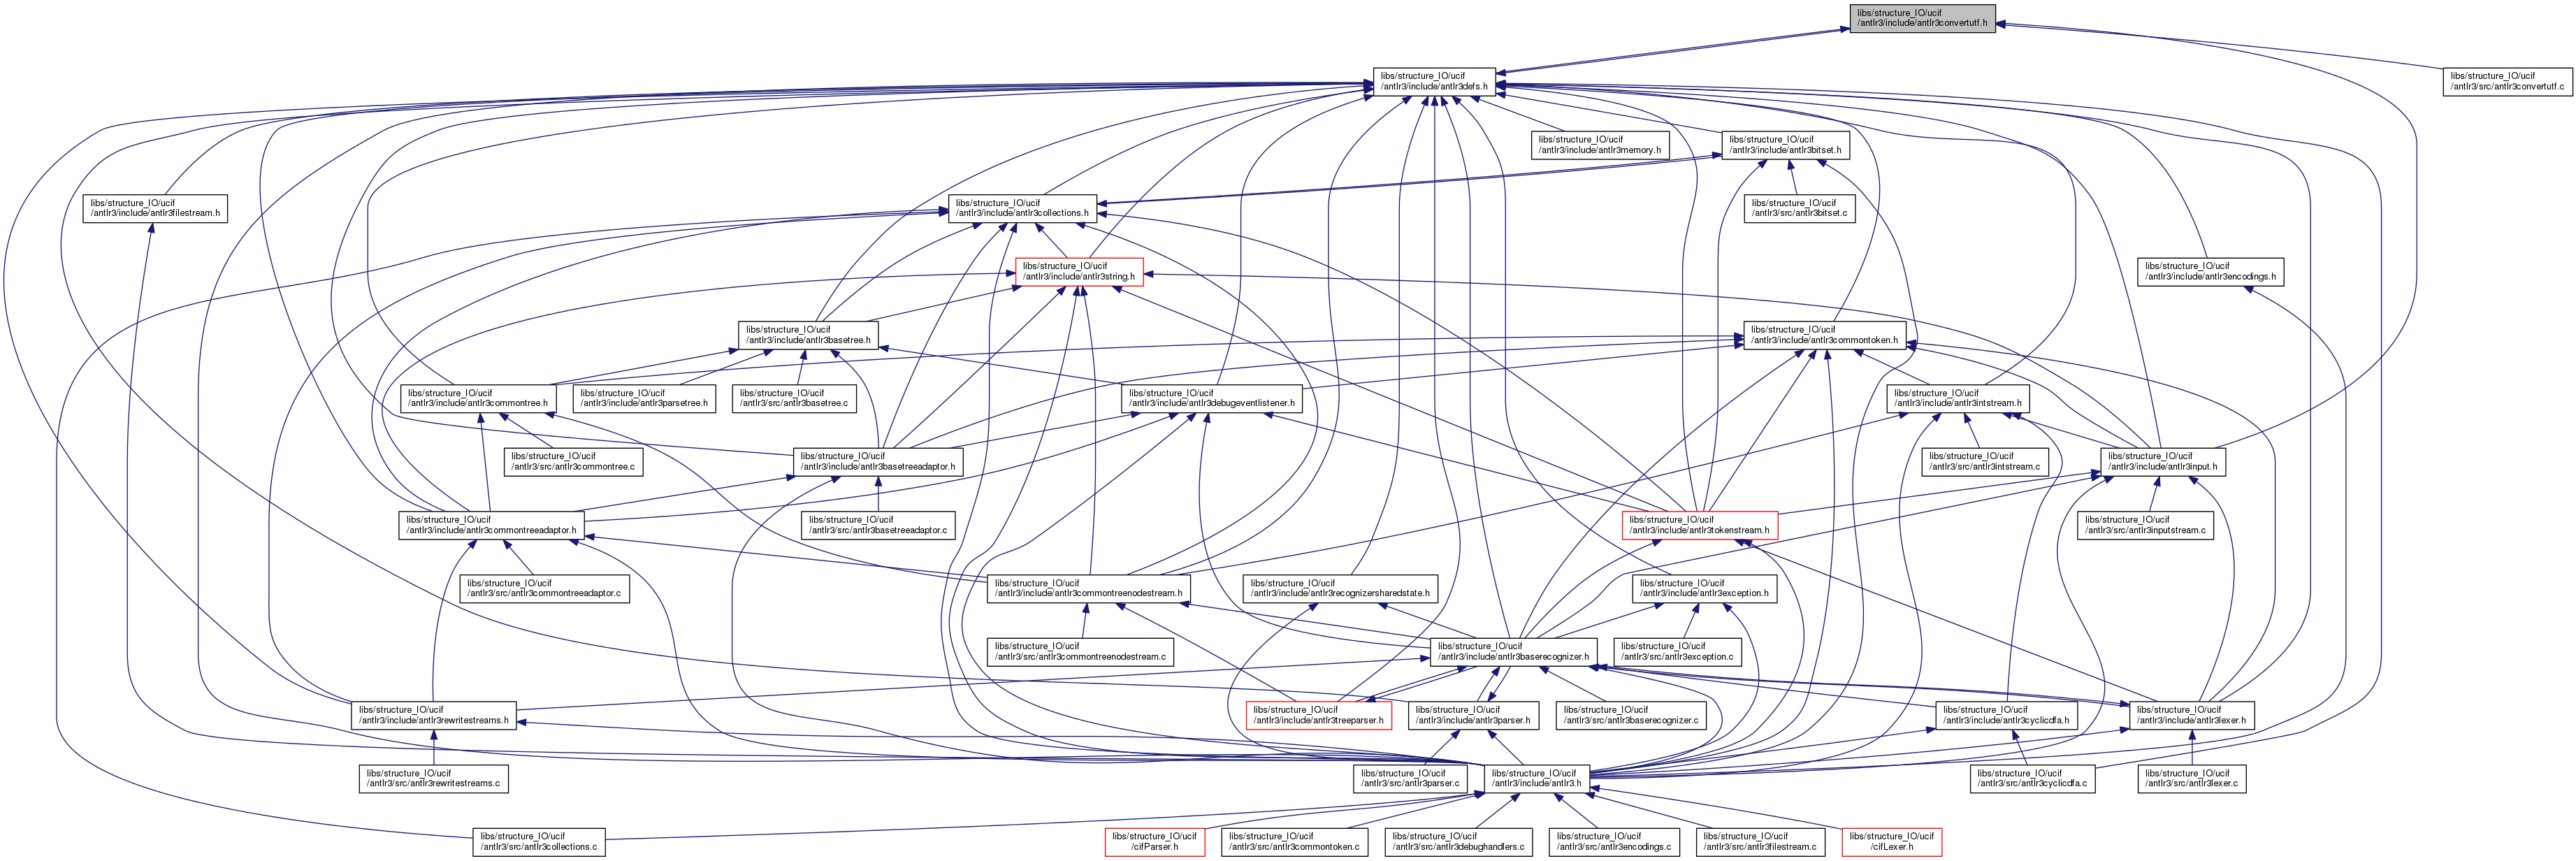 libs/structure_IO/ucif
/antlr3/include/antlr3convertutf.h
libs/structure_IO/ucif
/antlr3/include/antlr3defs.h
libs/structure_IO/ucif
/antlr3/src/antlr3convertutf.c
libs/structure_IO/ucif
/antlr3/include/antlr3memory.h
libs/structure_IO/ucif
/antlr3/include/antlr3bitset.h
libs/structure_IO/ucif
/antlr3/include/antlr3filestream.h
libs/structure_IO/ucif
/antlr3/include/antlr3collections.h
libs/structure_IO/ucif
/antlr3/src/antlr3bitset.c
libs/structure_IO/ucif
/antlr3/include/antlr3string.h
libs/structure_IO/ucif
/antlr3/include/antlr3encodings.h
libs/structure_IO/ucif
/antlr3/include/antlr3basetree.h
libs/structure_IO/ucif
/antlr3/include/antlr3commontoken.h
libs/structure_IO/ucif
/antlr3/include/antlr3commontree.h
libs/structure_IO/ucif
/antlr3/include/antlr3parsetree.h
libs/structure_IO/ucif
/antlr3/src/antlr3basetree.c
libs/structure_IO/ucif
/antlr3/include/antlr3debugeventlistener.h
libs/structure_IO/ucif
/antlr3/include/antlr3intstream.h
libs/structure_IO/ucif
/antlr3/src/antlr3commontree.c
libs/structure_IO/ucif
/antlr3/include/antlr3basetreeadaptor.h
libs/structure_IO/ucif
/antlr3/src/antlr3intstream.c
libs/structure_IO/ucif
/antlr3/include/antlr3input.h
libs/structure_IO/ucif
/antlr3/include/antlr3commontreeadaptor.h
libs/structure_IO/ucif
/antlr3/src/antlr3basetreeadaptor.c
libs/structure_IO/ucif
/antlr3/include/antlr3tokenstream.h
libs/structure_IO/ucif
/antlr3/src/antlr3inputstream.c
libs/structure_IO/ucif
/antlr3/src/antlr3commontreeadaptor.c
libs/structure_IO/ucif
/antlr3/include/antlr3commontreenodestream.h
libs/structure_IO/ucif
/antlr3/include/antlr3recognizersharedstate.h
libs/structure_IO/ucif
/antlr3/include/antlr3exception.h
libs/structure_IO/ucif
/antlr3/src/antlr3commontreenodestream.c
libs/structure_IO/ucif
/antlr3/include/antlr3baserecognizer.h
libs/structure_IO/ucif
/antlr3/src/antlr3exception.c
libs/structure_IO/ucif
/antlr3/include/antlr3rewritestreams.h
libs/structure_IO/ucif
/antlr3/include/antlr3treeparser.h
libs/structure_IO/ucif
/antlr3/include/antlr3parser.h
libs/structure_IO/ucif
/antlr3/src/antlr3baserecognizer.c
libs/structure_IO/ucif
/antlr3/include/antlr3cyclicdfa.h
libs/structure_IO/ucif
/antlr3/include/antlr3lexer.h
libs/structure_IO/ucif
/antlr3/src/antlr3rewritestreams.c
libs/structure_IO/ucif
/antlr3/src/antlr3parser.c
libs/structure_IO/ucif
/antlr3/include/antlr3.h
libs/structure_IO/ucif
/antlr3/src/antlr3cyclicdfa.c
libs/structure_IO/ucif
/antlr3/src/antlr3lexer.c
libs/structure_IO/ucif
/antlr3/src/antlr3collections.c
libs/structure_IO/ucif
/cifParser.h
libs/structure_IO/ucif
/antlr3/src/antlr3commontoken.c
libs/structure_IO/ucif
/antlr3/src/antlr3debughandlers.c
libs/structure_IO/ucif
/antlr3/src/antlr3encodings.c
libs/structure_IO/ucif
/antlr3/src/antlr3filestream.c
libs/structure_IO/ucif
/cifLexer.h